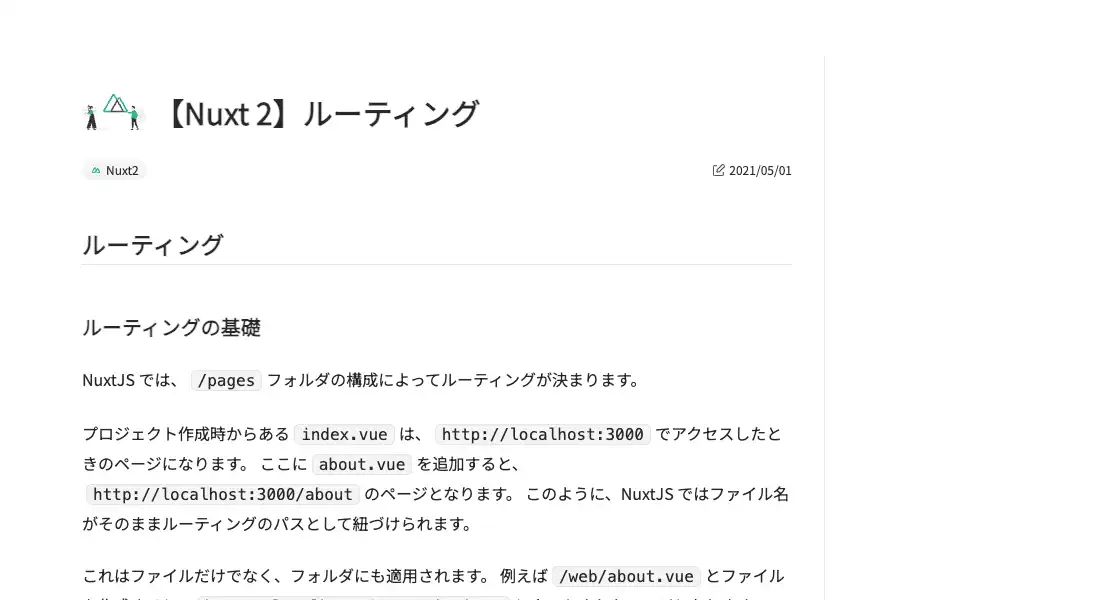 【Nuxt 2】ルーティング
Nuxt2
2021/05/01
ルーティング
ルーティングの基礎
NuxtJS では、 /pages フォルダの構成によってルーティングが決まります。
プロジェクト作成時からある index.vue は、 http://localhost:3000 でアクセスしたと
きのページになります。 ここに about.vue を追加すると、
http://localhost:3000/about のページとなります。 このように、NuxtJS ではファイル名
がそのままルーティングのパスとして紐づけられます。
これはファイルだけでなく、フォルダにも適用されます。 例えば /web/about.vue とファイル